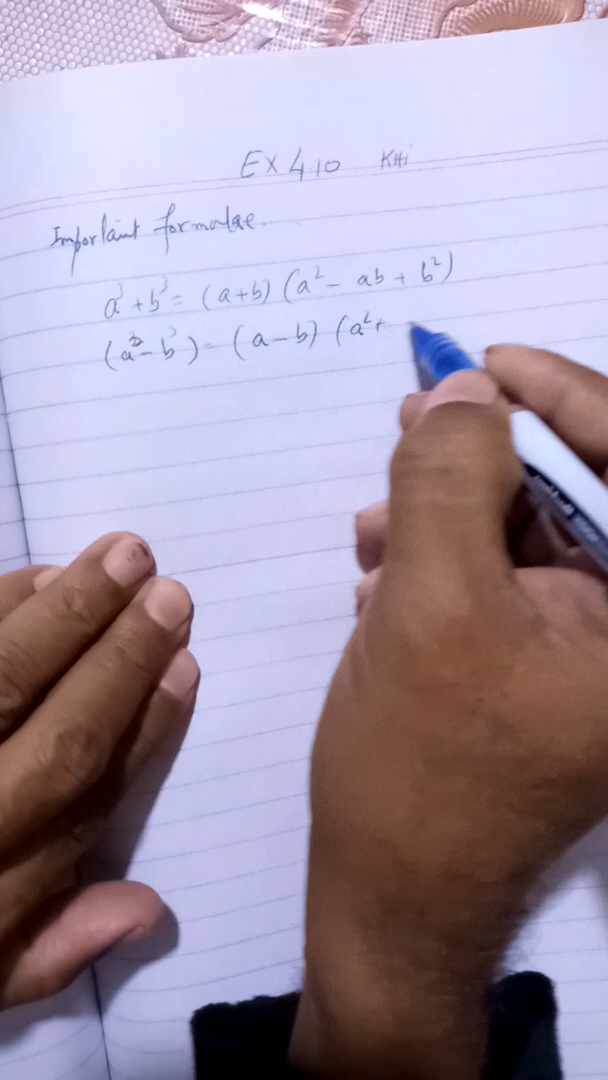 EX 4.10 KHi
Important formulae
a³ + b³ = (a+b) (a² - ab + b²)
(a³ - b³) = (a - b) (a² +